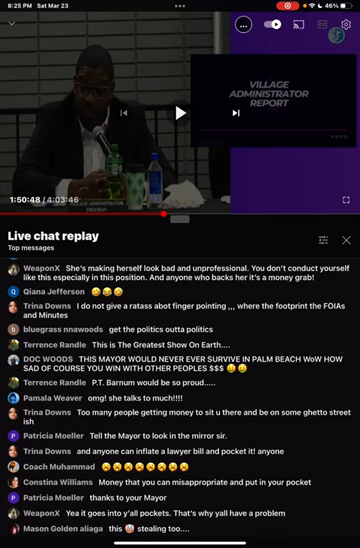 8:25 PM Sat Mar 23
46%
VILLAGE
ADMINISTRATOR
REPORT
VILLAGE ADMINISTRATOR
FREEMAN
1:50:48 / 4:03:46
Live chat replay
Top messages
WeaponX She's making herself look bad and unprofessional. You don't conduct yourself
like this especially in this position. And anyone who backs her it's a money grab!
Qiana Jefferson 🤣😂🤣
Trina Downs I do not give a ratass abot finger pointing ,,, where the footprint the FOIAs
and Minutes
bluegrass nnawoods get the politics outta politics
Terrence Randle This is The Greatest Show On Earth....
DOC WOODS THIS MAYOR WOULD NEVER EVER SURVIVE IN PALM BEACH WoW HOW
SAD OF COURSE YOU WIN WITH OTHER PEOPLES $$$ 🤑🤑
Terrence Randle P.T. Barnum would be so proud.....
Pamala Weaver omg! she talks to much!!!!
Trina Downs Too many people getting money to sit u there and be on some ghetto street
ish
Patricia Moeller Tell the Mayor to look in the mirror sir.
Trina Downs and anyone can inflate a lawyer bill and pocket it! anyone
Coach Muhammad
Constina Williams Money that you can misappropriate and put in your pocket
Patricia Moeller thanks to your Mayor
WeaponX Yea it goes into y'all pockets. That's why yall have a problem
Mason Golden aliaga this 🤡 stealing too....